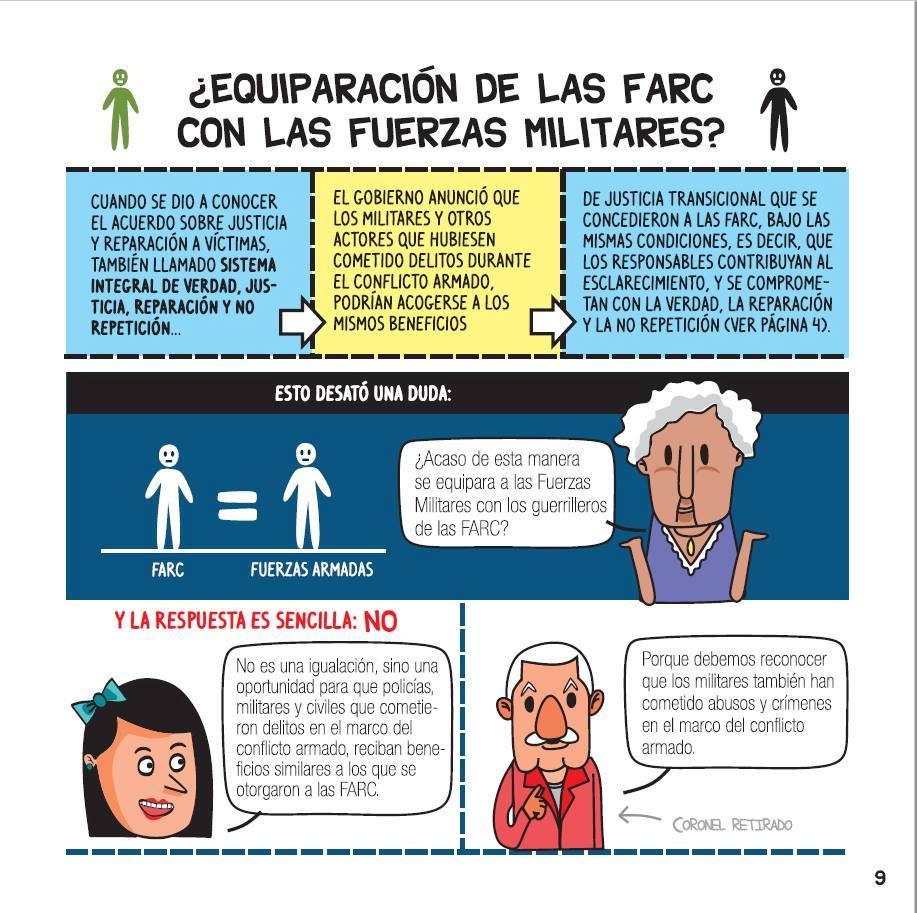 ¿EQUIPARACIÓN DE LAS FARC
CON LAS FUERZAS MILITARES?
CUANDO SE DIO A CONOCER
EL ACUERDO SOBRE JUSTICIA
Y REPARACIÓN A VÍCTIMAS,
TAMBIÉN LLAMADO SISTEMA
INTEGRAL DE VERDAD, JUS-
TICIA, REPARACIÓN Y NO
REPETICIÓN...
EL GOBIERNO ANUNCIÓ QUE
LOS MILITARES Y OTROS
ACTORES QUE HUBIESEN
COMETIDO DELITOS DURANTE
EL CONFLICTO ARMADO,
PODRÍAN ACOGERSE A LOS
MISMOS BENEFICIOS
DE JUSTICIA TRANSICIONAL QUE SE
CONCEDIERON A LAS FARC, BAJO LAS
MISMAS CONDICIONES, ES DECIR, QUE
LOS RESPONSABLES CONTRIBUYAN AL
ESCLARECIMIENTO, Y SE COMPROME-
TAN CON LA VERDAD, LA REPARACIÓN
Y LA NO REPETICIÓN (VER PÁGINA 4).
ESTO DESATÓ UNA DUDA:
¿Acaso de esta manera
se equipara a las Fuerzas
Militares con los guerrilleros
de las FARC?
=
FARC
FUERZAS ARMADAS
Y LA RESPUESTA ES SENCILLA: NO
No es una igualación, sino una
oportunidad para que policías,
militares y civiles que cometie-
ron delitos en el marco del
conflicto armado, reciban bene-
ficios similares a los que se
otorgaron a las FARC.
Porque debemos reconocer
que los militares también han
cometido abusos y crímenes
en el marco del conflicto
armado.
CORONEL RETIRADO
9